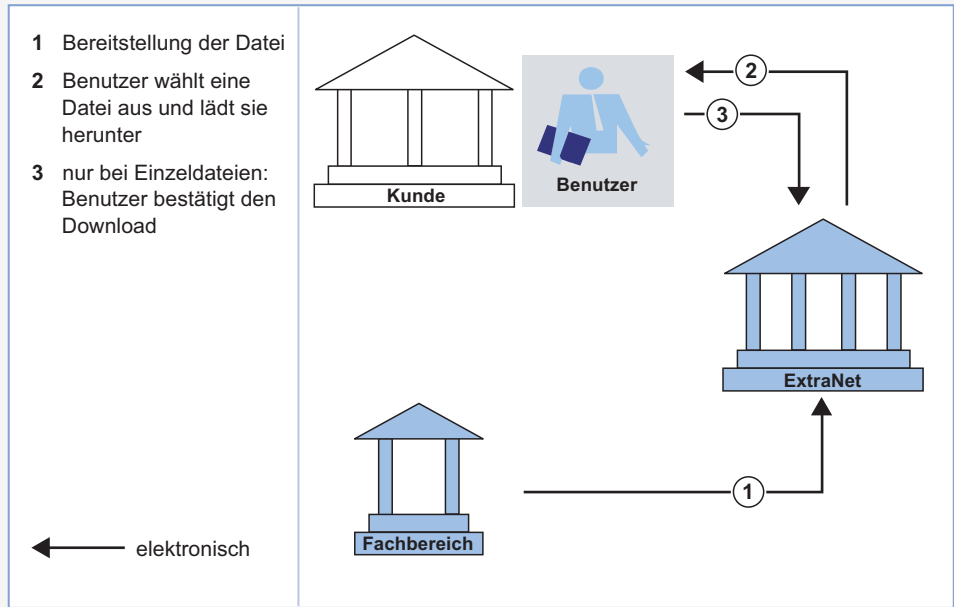 1 Bereitstellung der Datei
2 Benutzer wählt eine
Datei aus und lädt sie
herunter
3 nur bei Einzeldateien:
Benutzer bestätigt den
Download
elektronisch
2
3
Kunde
Benutzer
ExtraNet
1
Fachbereich